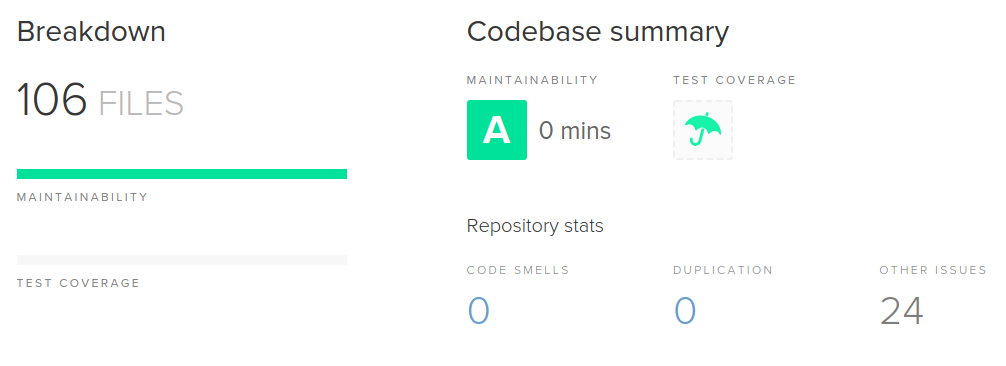 Breakdown
106 FILES
MAINTAINABILITY
TEST COVERAGE
Codebase summary
MAINTAINABILITY
A 0 mins
TEST COVERAGE
Repository stats
CODE SMELLS
0
DUPLICATION
0
OTHER ISSUES
24